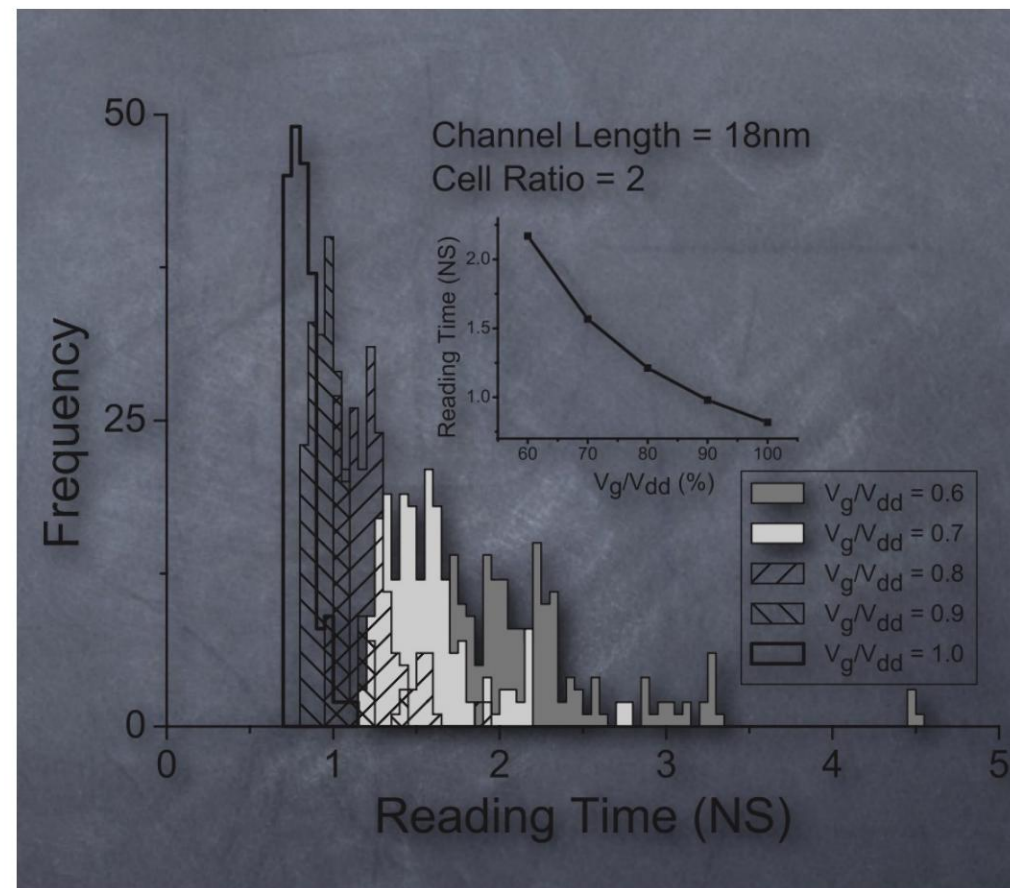 50
25
0
Frequency
Channel Length = 18nm
Cell Ratio = 2
Reading Time (NS)
2.0
1.5
1.0
60 70 80 90 100
Vg/Vdd (%)
Vg/Vdd = 0.6
Vg/Vdd = 0.7
Vg/Vdd = 0.8
Vg/Vdd = 0.9
Vg/Vdd = 1.0
0 1 2 3 4 5
Reading Time (NS)